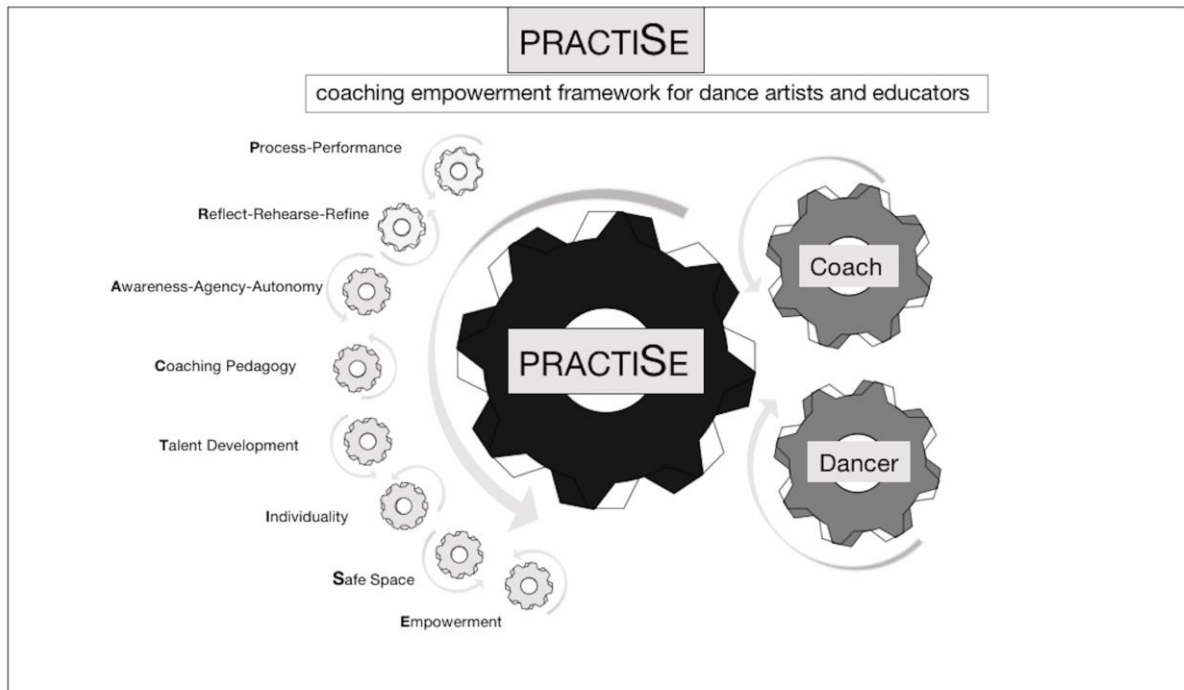 PRACTISE
coaching empowerment framework for dance artists and educators
Process-Performance
Reflect-Rehearse-Refine
Awareness-Agency-Autonomy
Coaching Pedagogy
Talent Development
Individuality
Safe Space
Empowerment
PRACTISE
Coach
Dancer